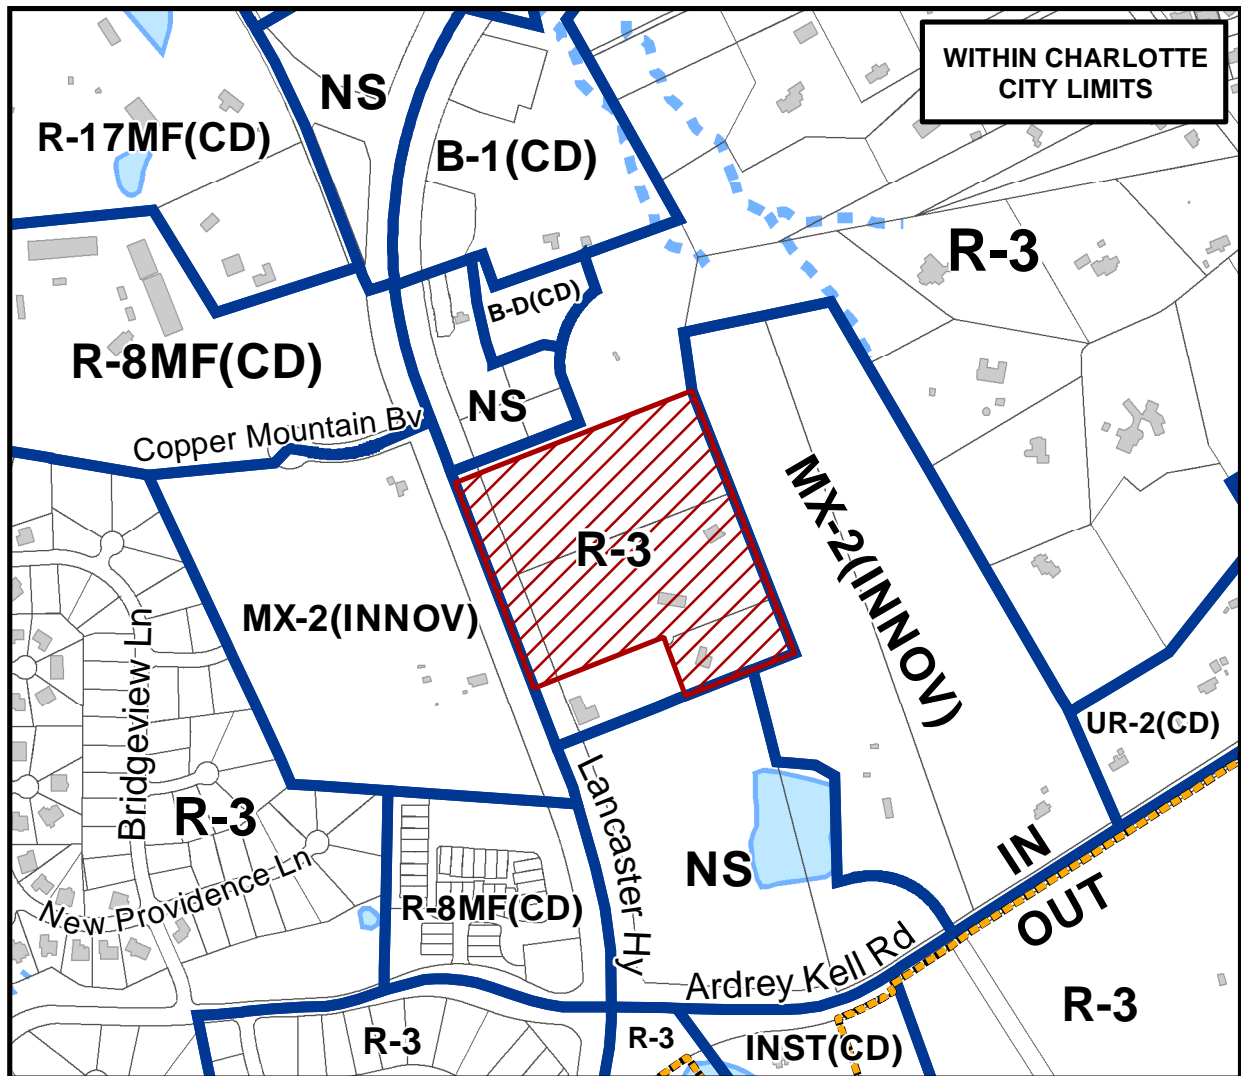 WITHIN CHARLOTTE
CITY LIMITS
NS
R-17MF(CD)
B-1(CD)
R-3
B-D(CD)
R-8MF(CD)
NS
Copper Mountain Bv
R-3
MX-2(INNOV)
MX-2(INNOV)
Bridgeview Ln
UR-2(CD)
Lancaster Hy
R-3
IN
OUT
NS
New Providence Ln
R-8MF(CD)
Ardrey Kell Rd
R-3
R-3
R-3
INST(CD)